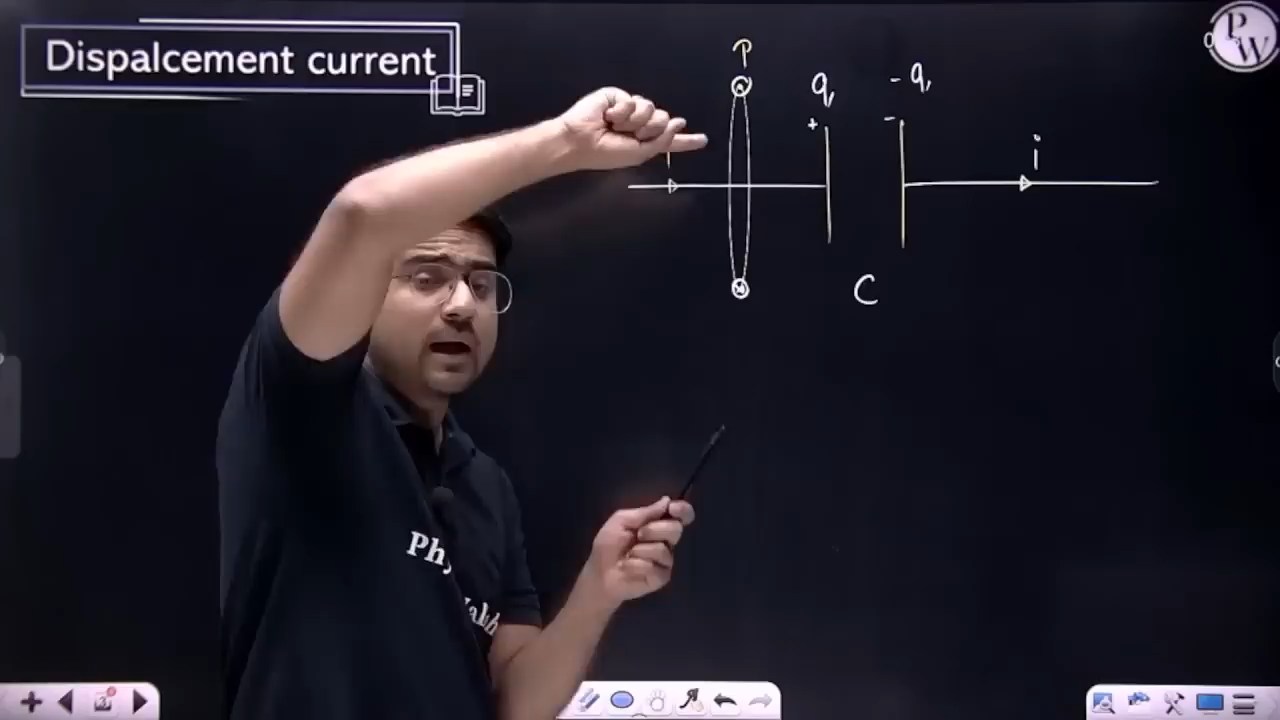 Dispalcement current
P
q
- q
+
-
i
C
PW
Phy